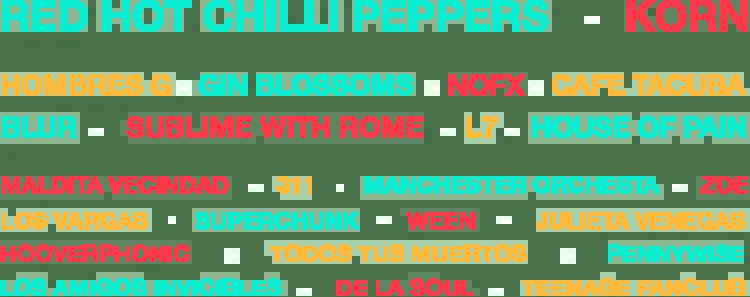 RED HOT CHILLI PEPPERS - KORN
HOMBRES G · GIN BLOSSOMS · NOFX · CAFE TACUBA
BLUR - SUBLIME WITH ROME - L7 - HOUSE OF PAIN
MALDITA VECINDAD - 311 · MANCHESTER ORCHESTA - ZOE
LOS VARGAS · SUPERCHUNK - WEEN - JULIETA VENEGAS
HOOVERPHONIC · TODOS TUS MUERTOS · PENNYWISE
LOS AMIGOS INVICIBLES - DE LA SOUL - TEENAGE FANCLUB